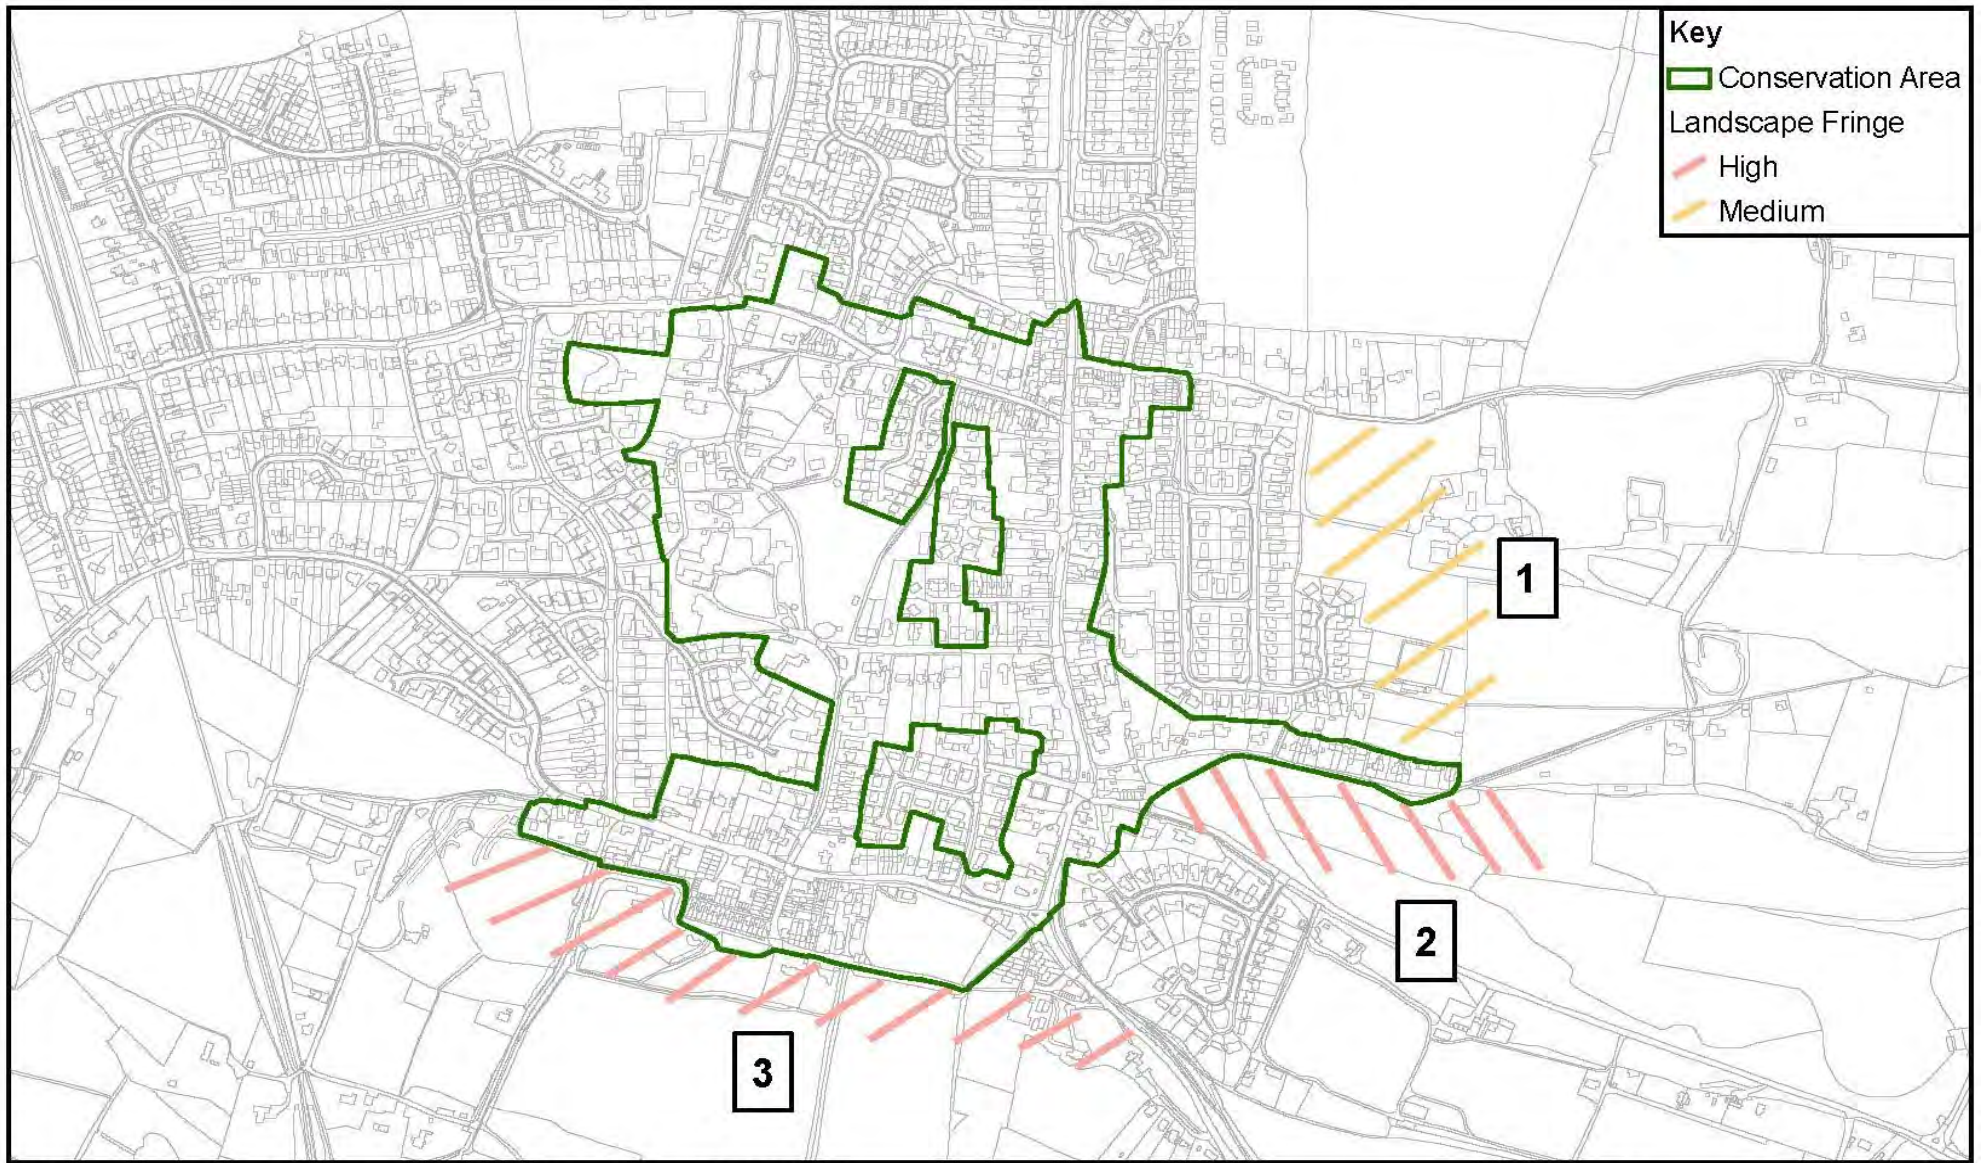 Key
Conservation Area
Landscape Fringe
High
Medium
1
2
3